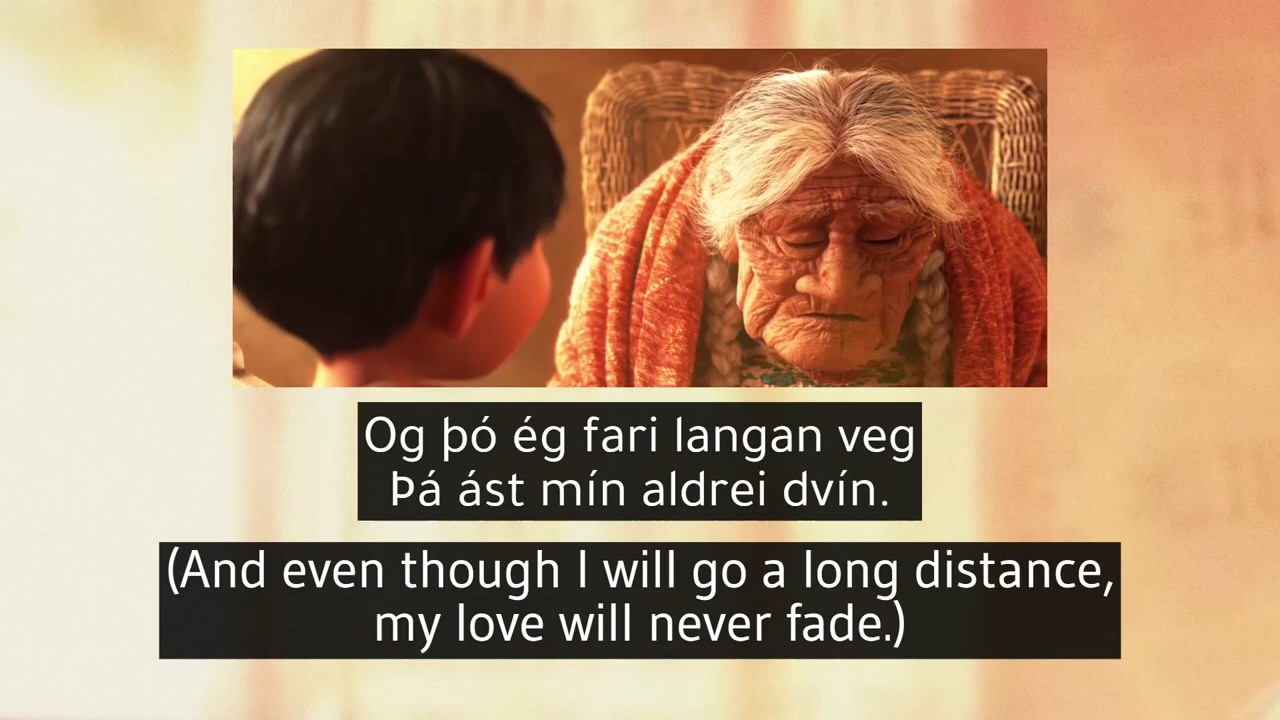 Og þó ég fari langan veg
Þá ást mín aldrei dvín.
(And even though I will go a long distance,
my love will never fade.)